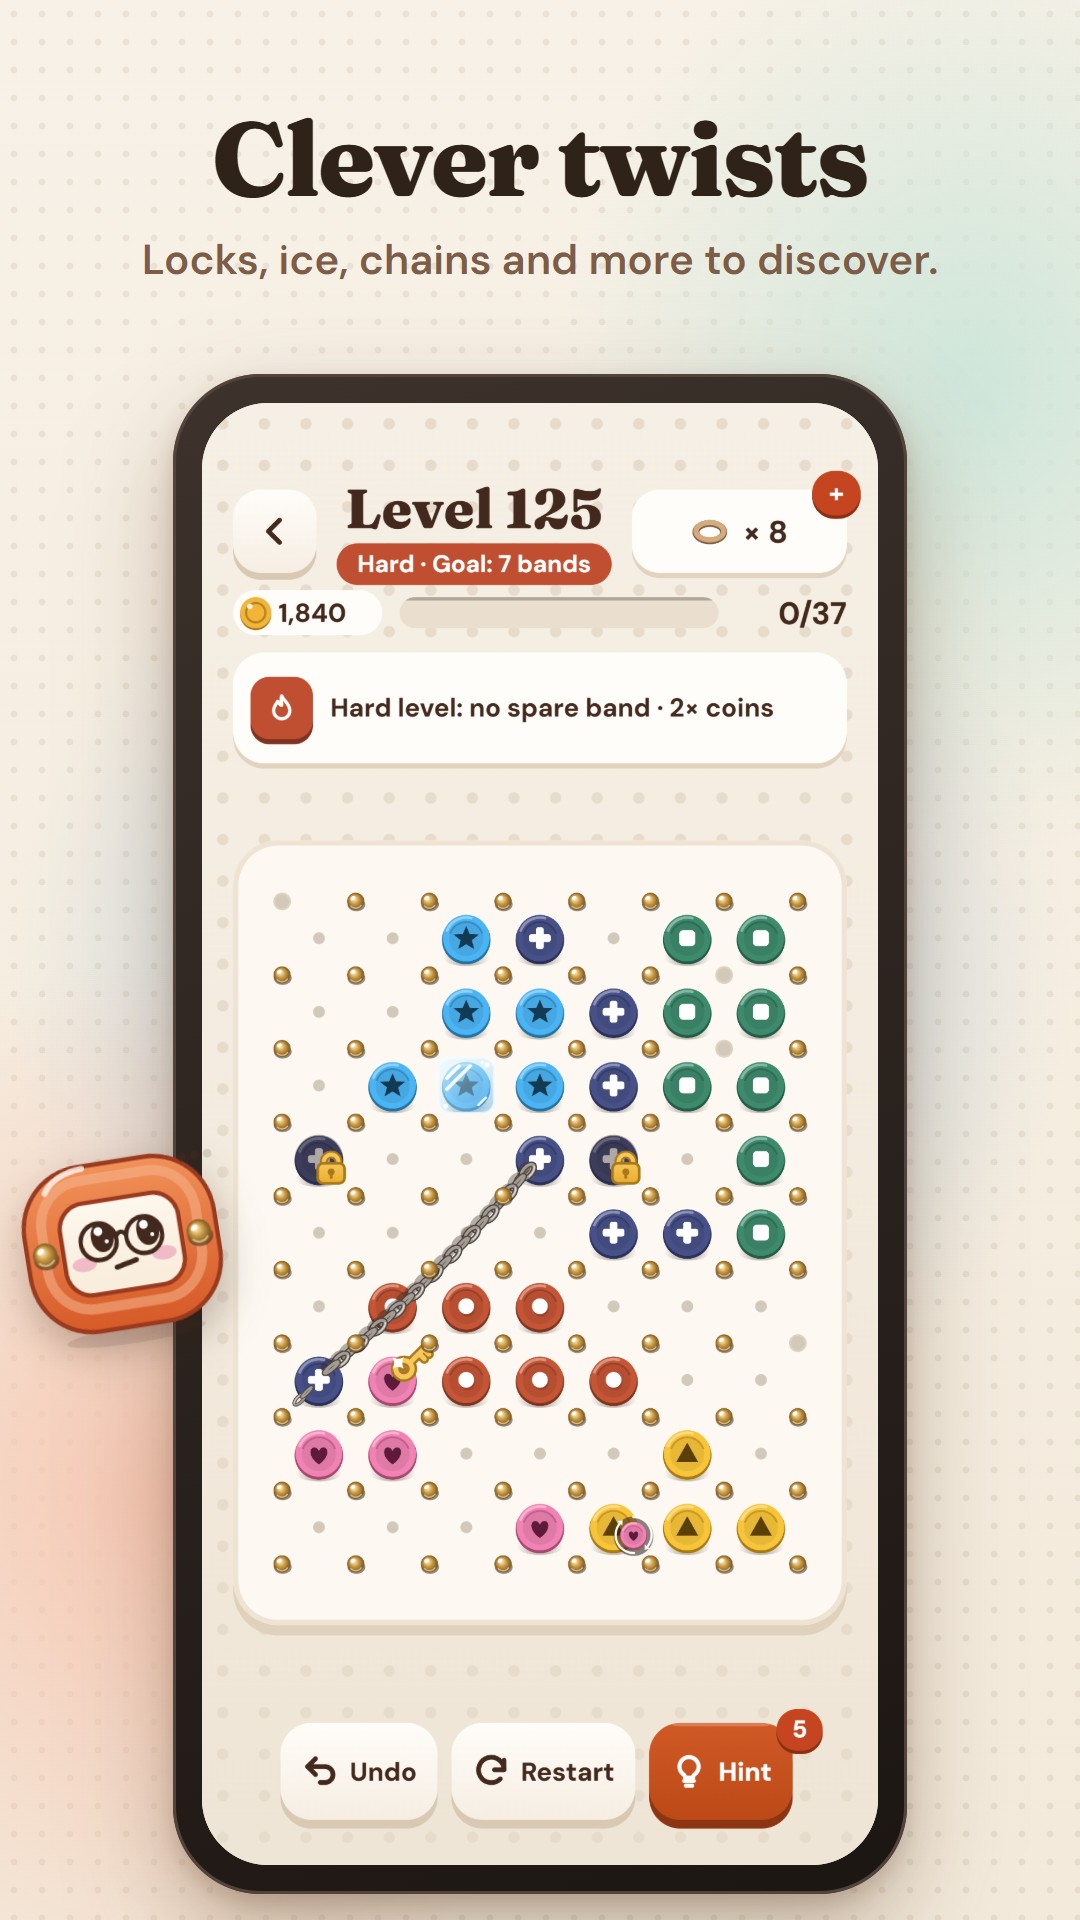 Clever twists
Locks, ice, chains and more to discover.
Level 125
+
× 8
Hard · Goal: 7 bands
1,840
0/37
Hard level: no spare band · 2× coins
5
Undo
Restart
Hint